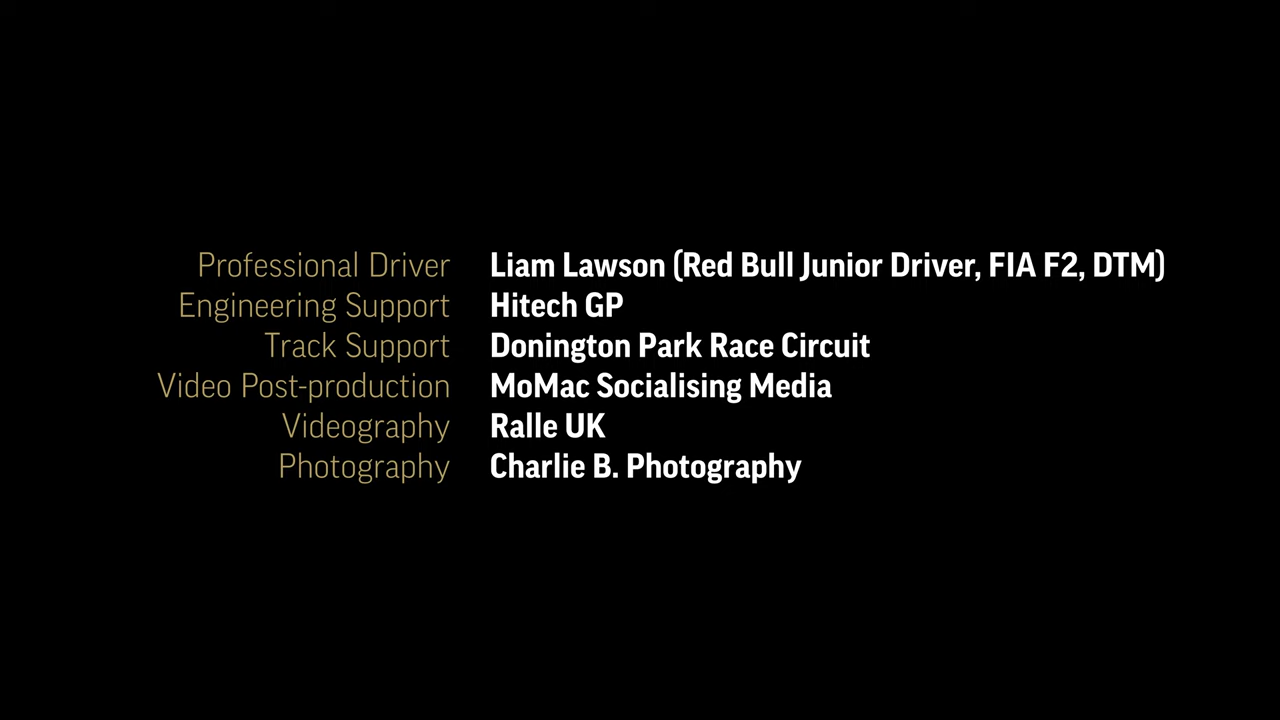 Professional Driver Liam Lawson (Red Bull Junior Driver, FIA F2, DTM)
Engineering Support Hitech GP
Track Support Donington Park Race Circuit
Video Post-production MoMac Socialising Media
Videography Ralle UK
Photography Charlie B. Photography